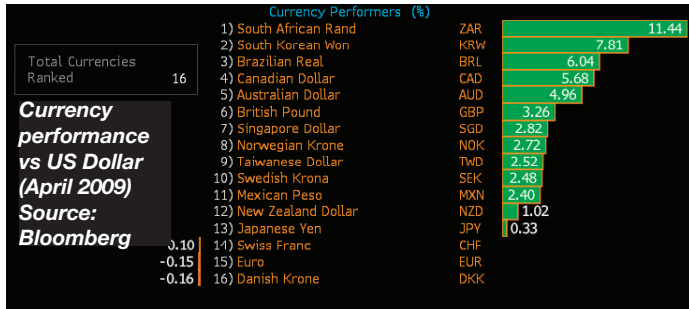 Currency Performers (%)
1) South African Rand ZAR 11.44
2) South Korean Won KRW 7.81
3) Brazilian Real BRL 6.04
4) Canadian Dollar CAD 5.68
5) Australian Dollar AUD 4.96
6) British Pound GBP 3.26
7) Singapore Dollar SGD 2.82
8) Norwegian Krone NOK 2.72
9) Taiwanese Dollar TWD 2.52
10) Swedish Krona SEK 2.48
11) Mexican Peso MXN 2.40
12) New Zealand Dollar NZD 1.02
13) Japanese Yen JPY 0.33
0.10 14) Swiss Franc CHF
-0.15 15) Euro EUR
-0.16 16) Danish Krone DKK
Total Currencies
Ranked 16
Currency
performance
vs US Dollar
(April 2009)
Source:
Bloomberg